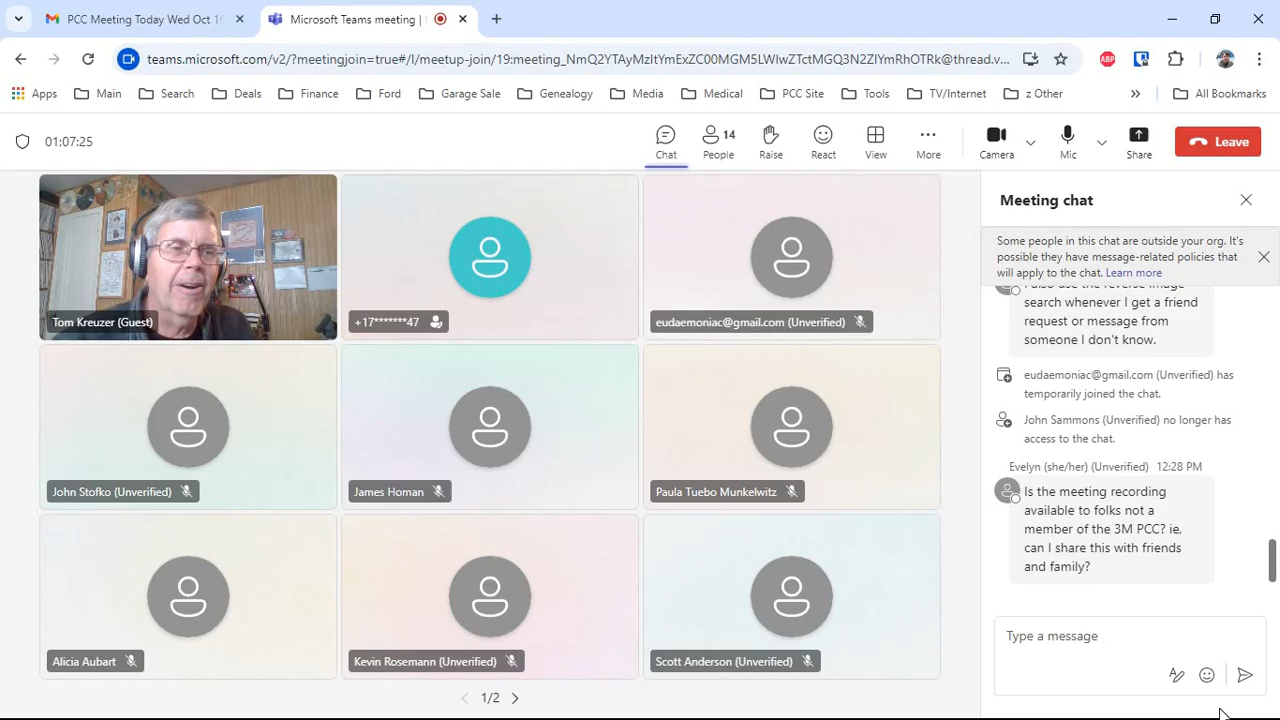 PCC Meeting Today Wed Oct 16
Microsoft Teams meeting |
teams.microsoft.com/v2/?meetingjoin=true#/l/meetup-join/19:meeting_NmQ2YTAyMzItYmExZC00MGM5LWIwZTctMGQ3N2ZlYmRhOTRk@thread.v...
ABP
Apps Main Search Deals Finance Ford Garage Sale Genealogy Media Medical PCC Site Tools TV/Internet z Other » All Bookmarks
01:07:25
Chat
14
People
Raise
React
View
More
Camera
Mic
Share
Leave
Tom Kreuzer (Guest)
+17*******47
eudaemoniac@gmail.com (Unverified)
John Stofko (Unverified)
James Homan
Paula Tuebo Munkelwitz
Alicia Aubart
Kevin Rosemann (Unverified)
Scott Anderson (Unverified)
1/2
Meeting chat
Some people in this chat are outside your org. It's
possible they have message-related policies that
will apply to the chat. Learn more
I also use the reverse image
search whenever I get a friend
request or message from
someone I don't know.
eudaemoniac@gmail.com (Unverified) has
temporarily joined the chat.
John Sammons (Unverified) no longer has
access to the chat.
Evelyn (she/her) (Unverified) 12:28 PM
Is the meeting recording
available to folks not a
member of the 3M PCC? ie,
can I share this with friends
and family?
Type a message